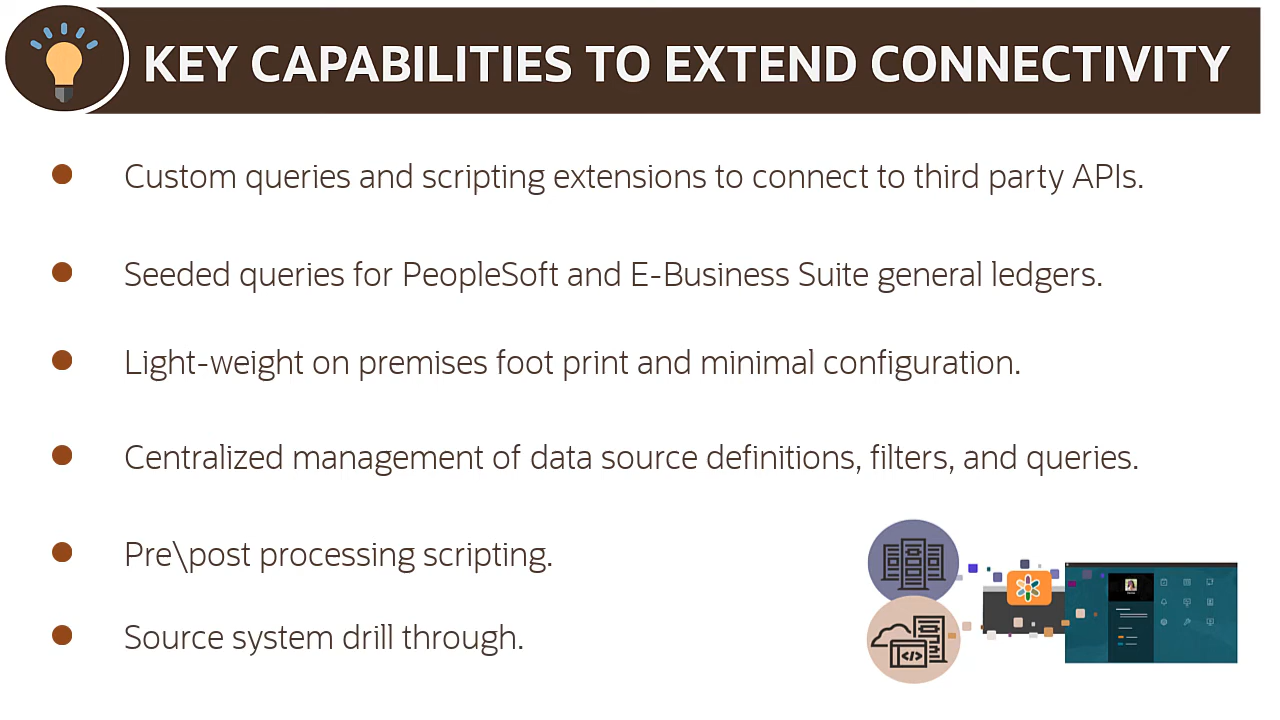 KEY CAPABILITIES TO EXTEND CONNECTIVITY
Custom queries and scripting extensions to connect to third party APIs.
Seeded queries for PeopleSoft and E-Business Suite general ledgers.
Light-weight on premises foot print and minimal configuration.
Centralized management of data source definitions, filters, and queries.
Pre\post processing scripting.
Source system drill through.